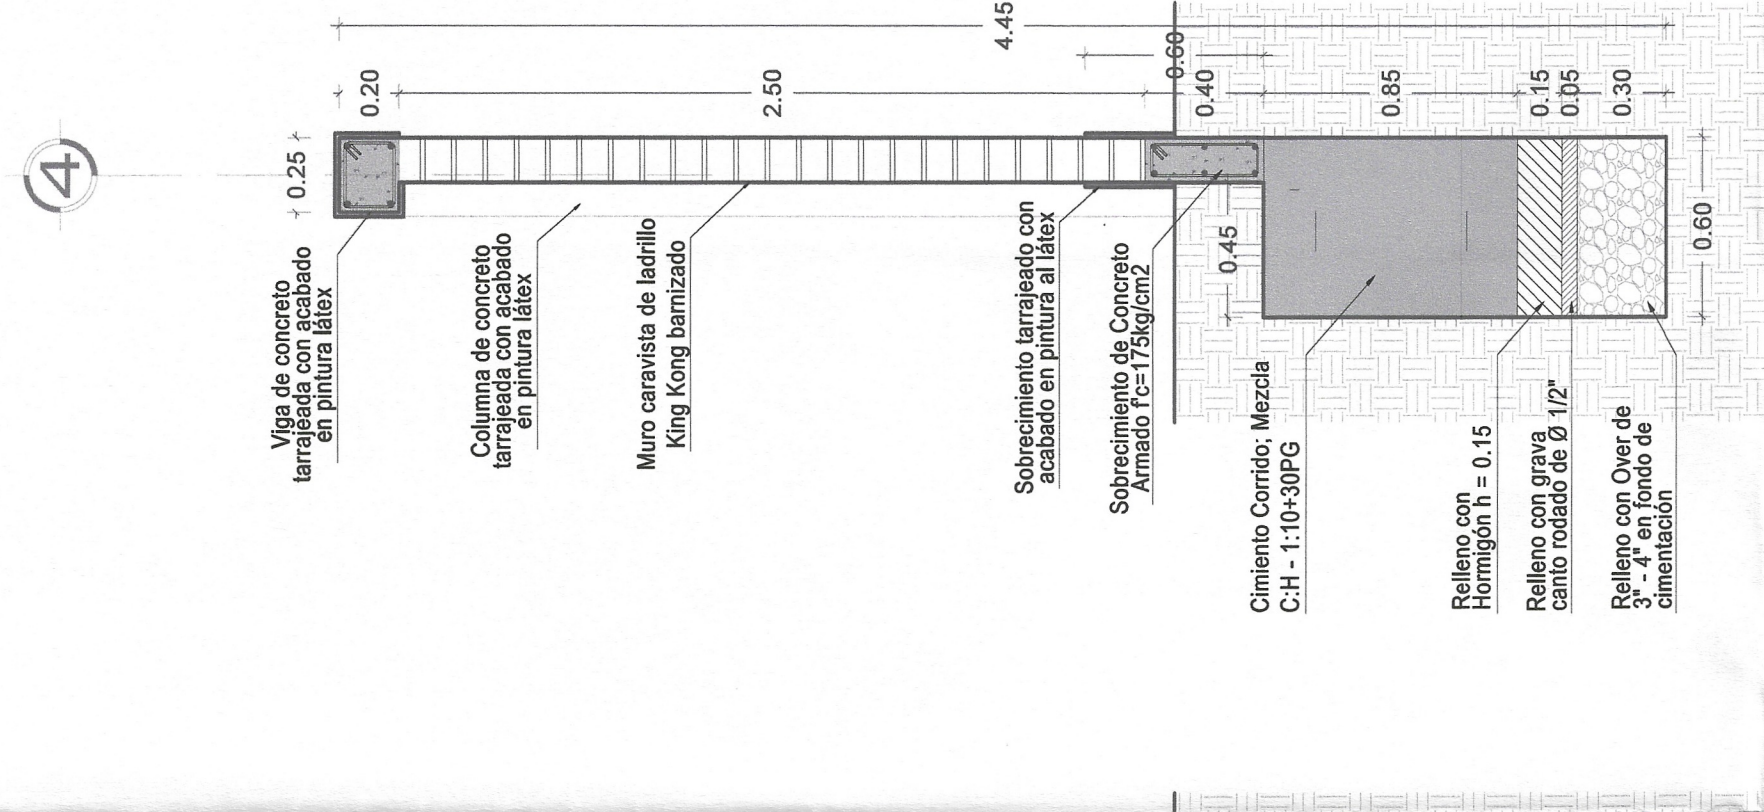 4
0.25
4.45
0.20
2.50
0.60
0.40
0.85
0.15
0.05
0.30
0.45
0.60
Viga de concreto
tarrajeada con acabado
en pintura látex
Columna de concreto
tarrajeada con acabado
en pintura látex
Muro caravista de ladrillo
King Kong barnizado
Sobrecimiento tarrajeado con
acabado en pintura al látex
Sobrecimiento de Concreto
Armado f'c=175kg/cm2
Cimiento Corrido; Mezcla
C:H - 1:10+30PG
Relleno con
Hormigón h = 0.15
Relleno con grava
canto rodado de Ø 1/2"
Relleno con Over de
3" - 4" en fondo de
cimentación